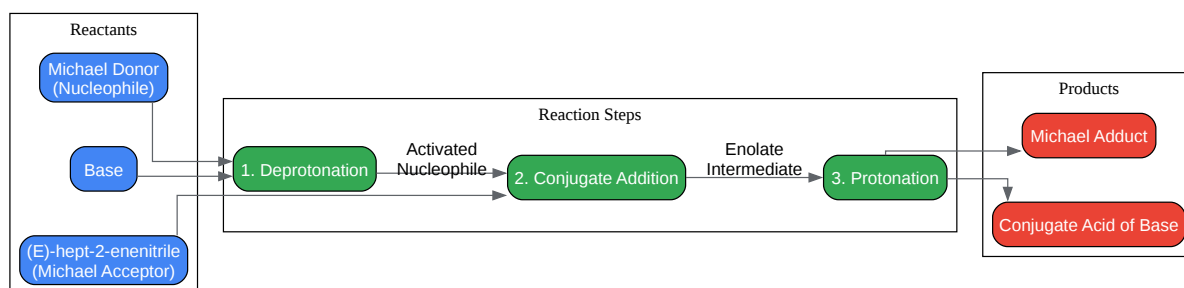 Reactants
Michael Donor
(Nucleophile)
Base
(E)-hept-2-enenitrile
(Michael Acceptor)
Reaction Steps
1. Deprotonation
Activated
Nucleophile
2. Conjugate Addition
Enolate
Intermediate
3. Protonation
Products
Michael Adduct
Conjugate Acid of Base